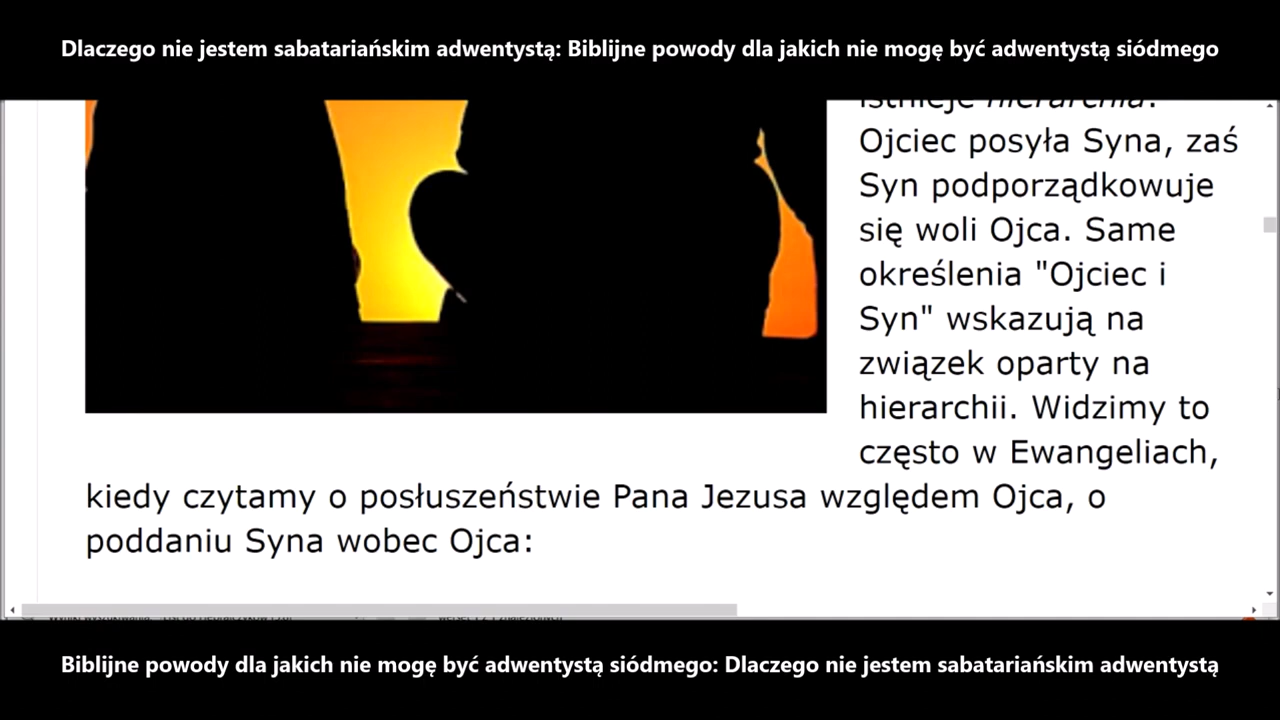 Dlaczego nie jestem sabatariańskim adwentystą: Biblijne powody dla jakich nie mogę być adwentystą siódmego
istnieje hierarchia.
Ojciec posyła Syna, zaś
Syn podporządkowuje
się woli Ojca. Same
określenia "Ojciec i
Syn" wskazują na
związek oparty na
hierarchii. Widzimy to
często w Ewangeliach,
kiedy czytamy o posłuszeństwie Pana Jezusa względem Ojca, o
poddaniu Syna wobec Ojca:
Biblijne powody dla jakich nie mogę być adwentystą siódmego: Dlaczego nie jestem sabatariańskim adwentystą